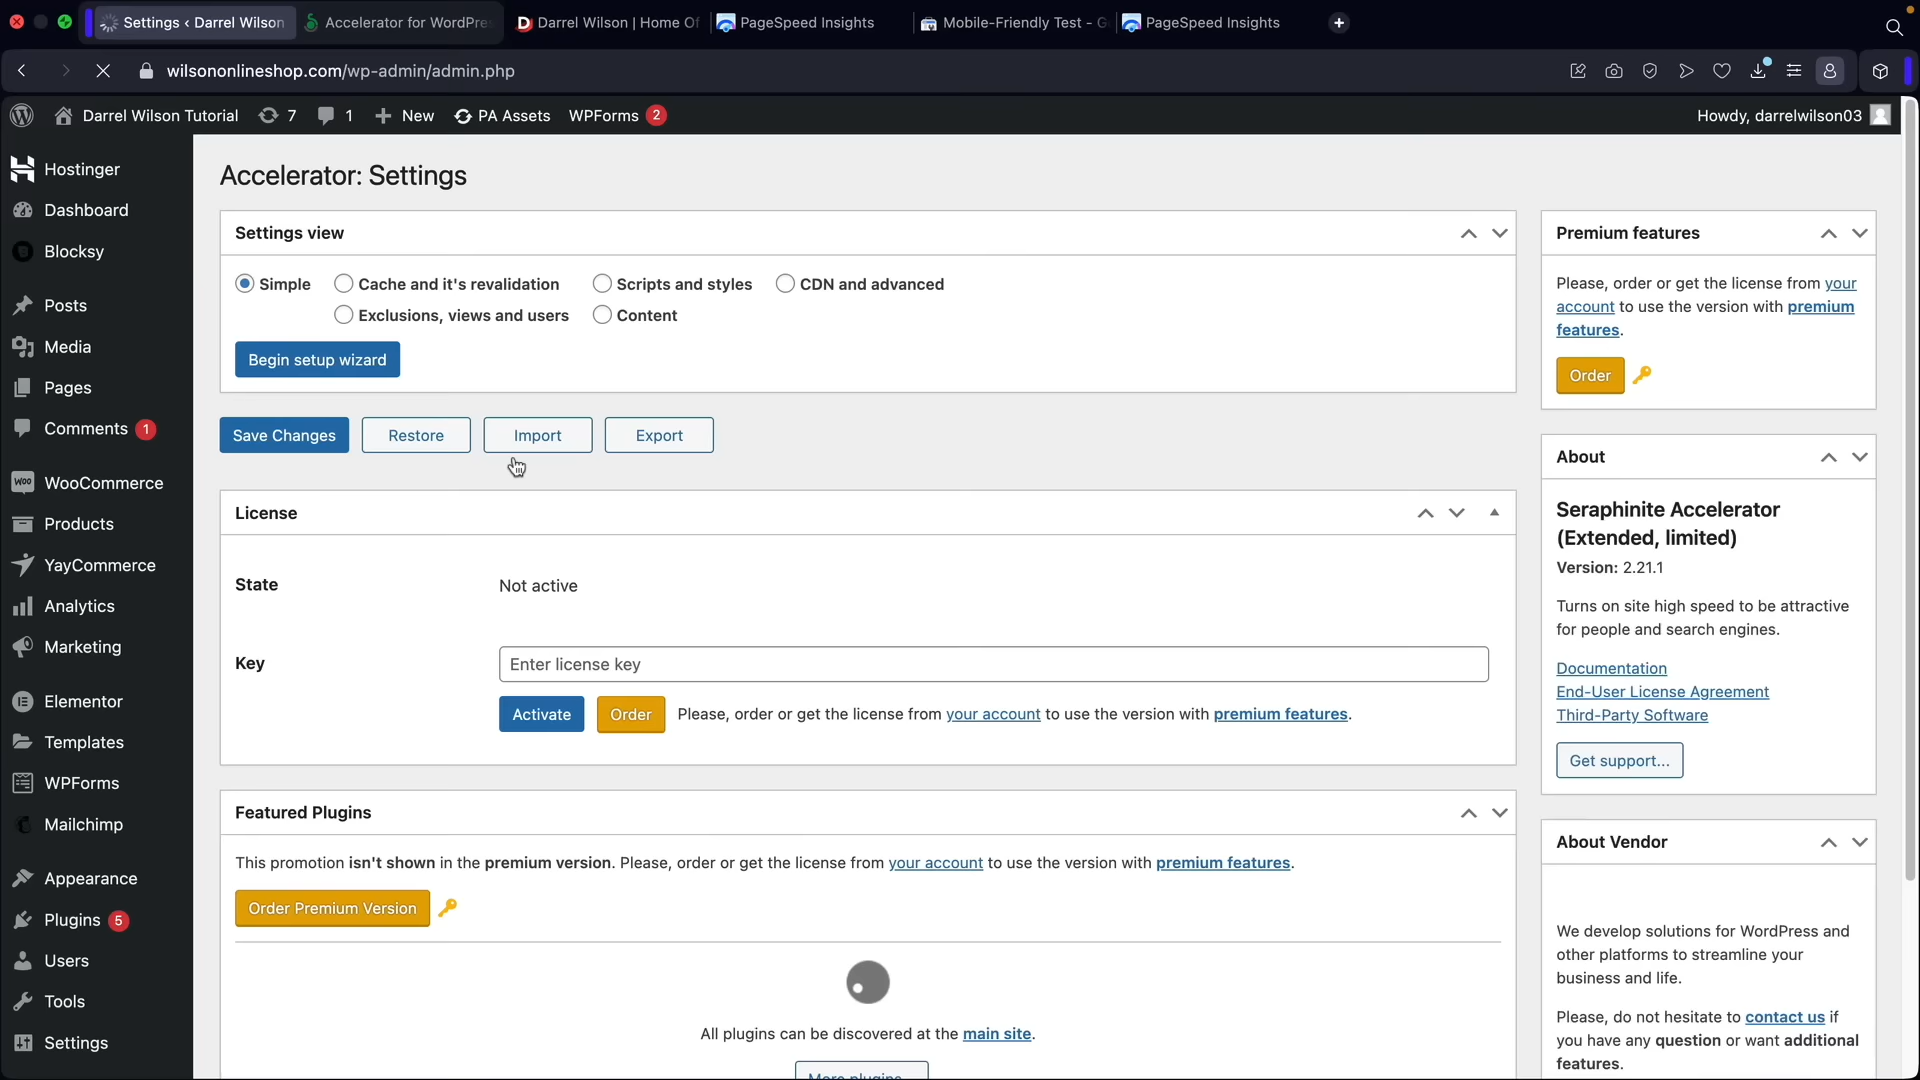 Settings ‹ Darrel Wilson
Accelerator for WordPre
Darrel Wilson | Home Of
PageSpeed Insights
Mobile-Friendly Test - G
PageSpeed Insights
wilsononlineshop.com/wp-admin/admin.php
Darrel Wilson Tutorial
7
1
New
PA Assets
WPForms 2
Howdy, darrelwilson03
Hostinger
Dashboard
Blocksy
Posts
Media
Pages
Comments 1
WooCommerce
Products
YayCommerce
Analytics
Marketing
Elementor
Templates
WPForms
Mailchimp
Appearance
Plugins 5
Users
Tools
Settings
Accelerator: Settings
Settings view
Simple
Cache and it's revalidation
Scripts and styles
CDN and advanced
Exclusions, views and users
Content
Begin setup wizard
Save Changes
Restore
Import
Export
License
State
Not active
Key
Enter license key
Activate
Order
Please, order or get the license from your account to use the version with premium features.
Featured Plugins
This promotion isn't shown in the premium version. Please, order or get the license from your account to use the version with premium features.
Order Premium Version
All plugins can be discovered at the main site.
More plugins...
Premium features
Please, order or get the license from your
account to use the version with premium
features.
Order
About
Seraphinite Accelerator
(Extended, limited)
Version: 2.21.1
Turns on site high speed to be attractive
for people and search engines.
Documentation
End-User License Agreement
Third-Party Software
Get support...
About Vendor
We develop solutions for WordPress and
other platforms to streamline your
business and life.
Please, do not hesitate to contact us if
you have any question or want additional
features.